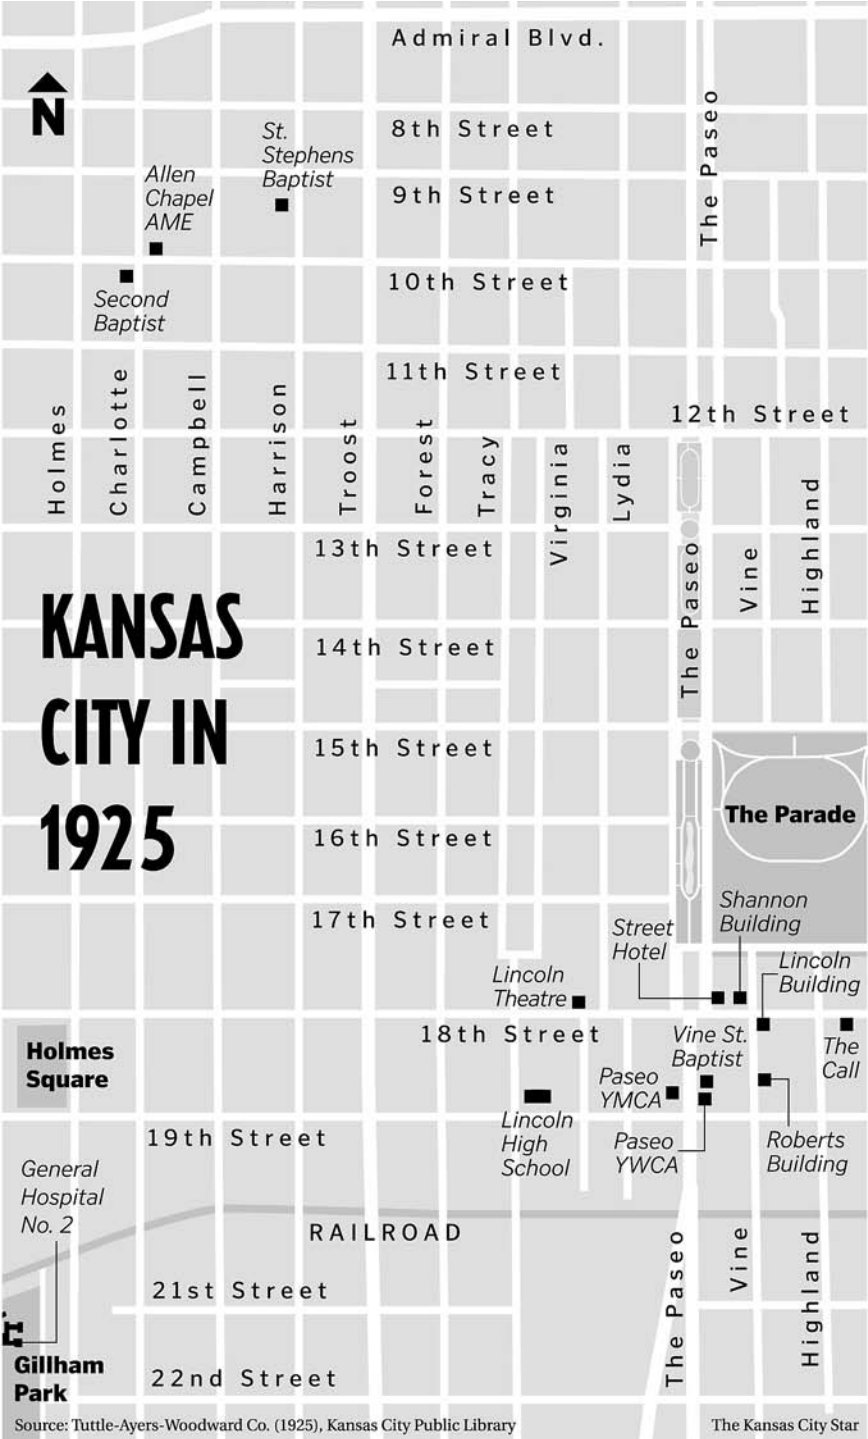 Admiral Blvd.
N
8th Street
St.
Stephens
Baptist
The Paseo
Allen
Chapel
AME
9th Street
10th Street
Second
Baptist
11th Street
12th Street
Holmes
Charlotte
Campbell
Harrison
Troost
Forest
Tracy
Virginia
Lydia
The Paseo
Vine
Highland
13th Street
KANSAS
CITY IN
1925
14th Street
15th Street
The Parade
16th Street
17th Street
Shannon
Building
Street
Hotel
Lincoln
Building
Lincoln
Theatre
18th Street
Vine St.
Baptist
The
Call
Holmes
Square
Paseo
YMCA
Lincoln
High
School
Paseo
YWCA
Roberts
Building
19th Street
General
Hospital
No. 2
RAILROAD
The Paseo
Vine
Highland
21st Street
Gillham
Park
22nd Street
Source: Tuttle-Ayers-Woodward Co. (1925), Kansas City Public Library
The Kansas City Star